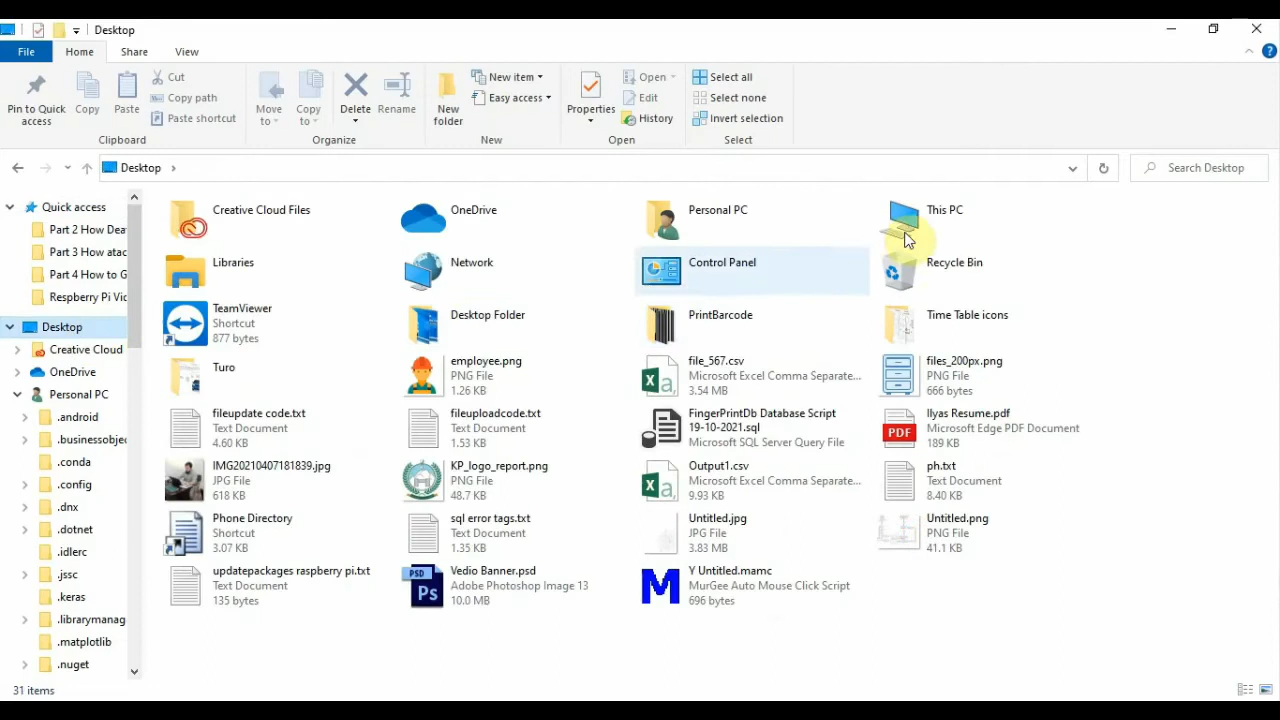 Desktop
File Home Share View
Pin to Quick access
Copy
Paste
Cut
Copy path
Paste shortcut
Clipboard
Move to
Copy to
Delete
Rename
Organize
New folder
New item
Easy access
New
Properties
Open
Edit
History
Open
Select all
Select none
Invert selection
Select
Desktop
Search Desktop
Quick access
Part 2 How Dea
Part 3 How atac
Part 4 How to G
Respberry Pi Vic
Desktop
Creative Cloud
OneDrive
Personal PC
.android
.businessobjec
.conda
.config
.dnx
.dotnet
.idlerc
.jssc
.keras
.librarymanag
.matplotlib
.nuget
Creative Cloud Files
OneDrive
Personal PC
This PC
Libraries
Network
Control Panel
Recycle Bin
TeamViewer
Shortcut
877 bytes
Desktop Folder
PrintBarcode
Time Table icons
Turo
employee.png
PNG File
1.26 KB
file_567.csv
Microsoft Excel Comma Separate...
3.54 MB
files_200px.png
PNG File
666 bytes
fileupdate code.txt
Text Document
4.60 KB
fileuploadcode.txt
Text Document
1.53 KB
FingerPrintDb Database Script
19-10-2021.sql
Microsoft SQL Server Query File
PDF
Ilyas Resume.pdf
Microsoft Edge PDF Document
189 KB
IMG20210407181839.jpg
JPG File
618 KB
KP_logo_report.png
PNG File
48.7 KB
Output1.csv
Microsoft Excel Comma Separate...
9.93 KB
ph.txt
Text Document
8.40 KB
Phone Directory
Shortcut
3.07 KB
sql error tags.txt
Text Document
1.35 KB
Untitled.jpg
JPG File
3.83 MB
Untitled.png
PNG File
41.1 KB
updatepackages raspberry pi.txt
Text Document
135 bytes
PSD
Ps
Vedio Banner.psd
Adobe Photoshop Image 13
10.0 MB
M
Y Untitled.mamc
MurGee Auto Mouse Click Script
696 bytes
31 items